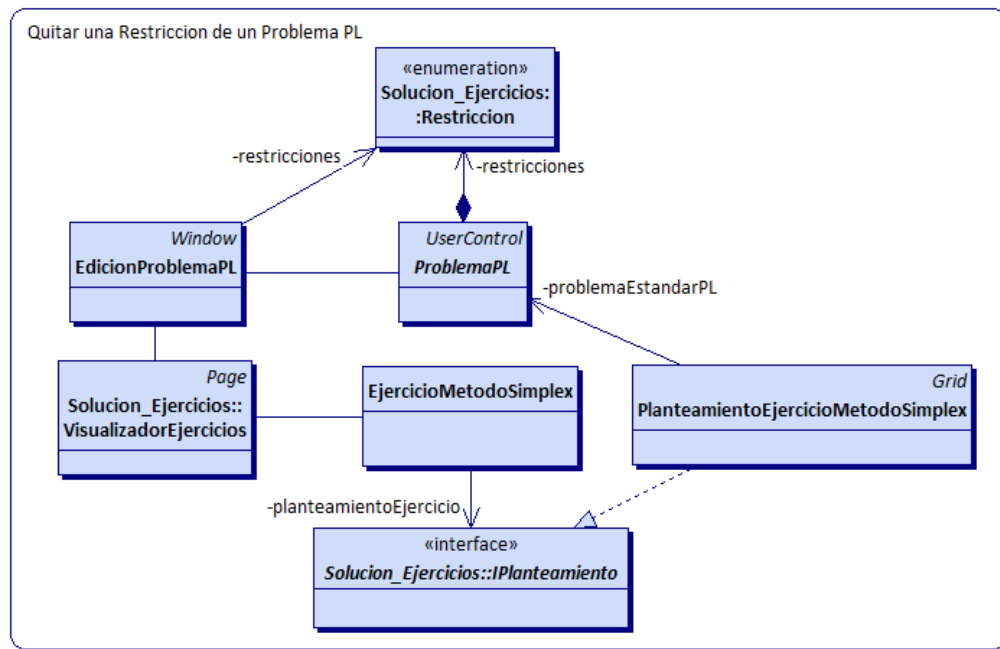 Quitar una Restriccion de un Problema PL
«enumeration»
Solucion_Ejercicios:
:Restriccion
-restricciones
-restricciones
Window
EdicionProblemaPL
UserControl
ProblemaPL
-problemaEstandarPL
Page
Solucion_Ejercicios::
VisualizadorEjercicios
EjercicioMetodoSimplex
Grid
PlanteamientoEjercicioMetodoSimplex
-planteamientoEjercicio
«interface»
Solucion_Ejercicios::IPlanteamiento